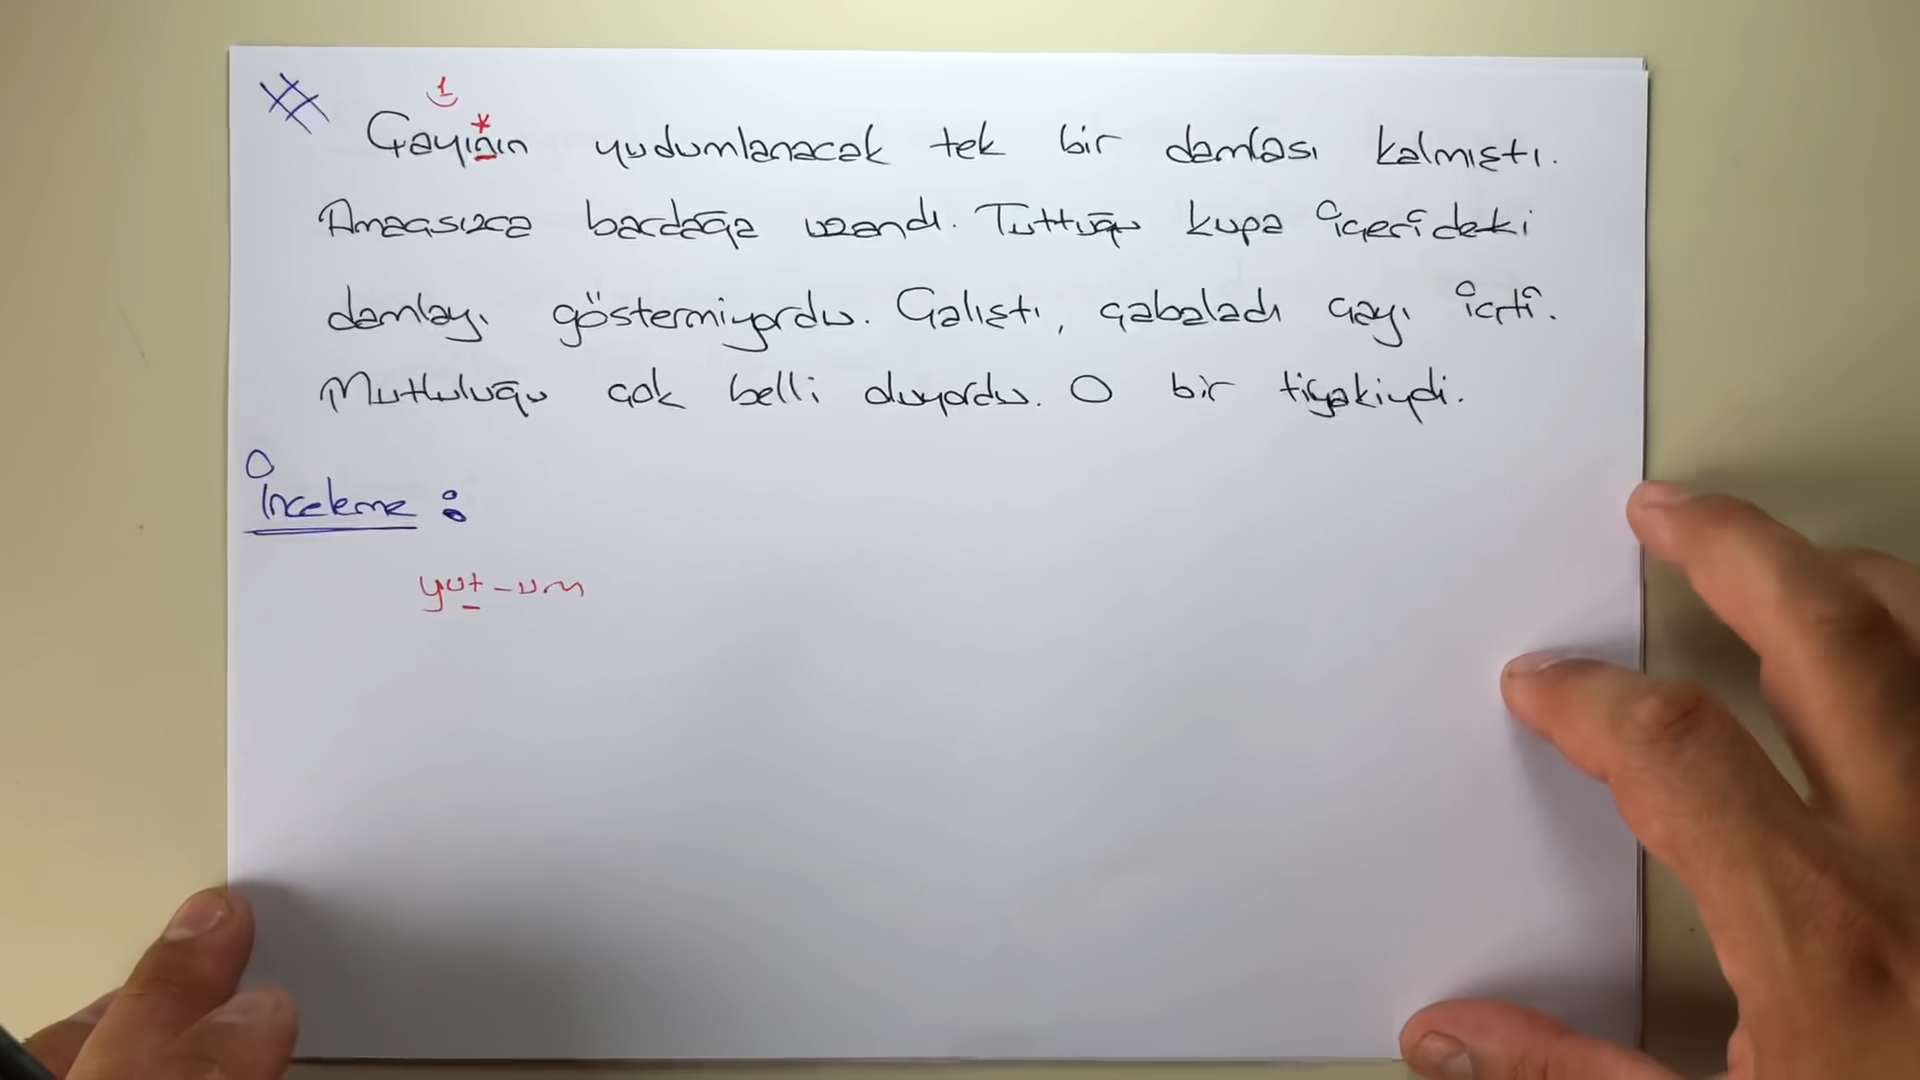 1
*
Çayının yudumlanacak tek bir damlası kalmıştı.
Amaçsızca bardağa uzandı. Tuttuğu kupa içerideki
damlayı göstermiyordu. Çalıştı, çabaladı çayı içti.
Mutluluğu çok belli oluyordu. O bir tiryakiydi.
İnceleme :
yut-um